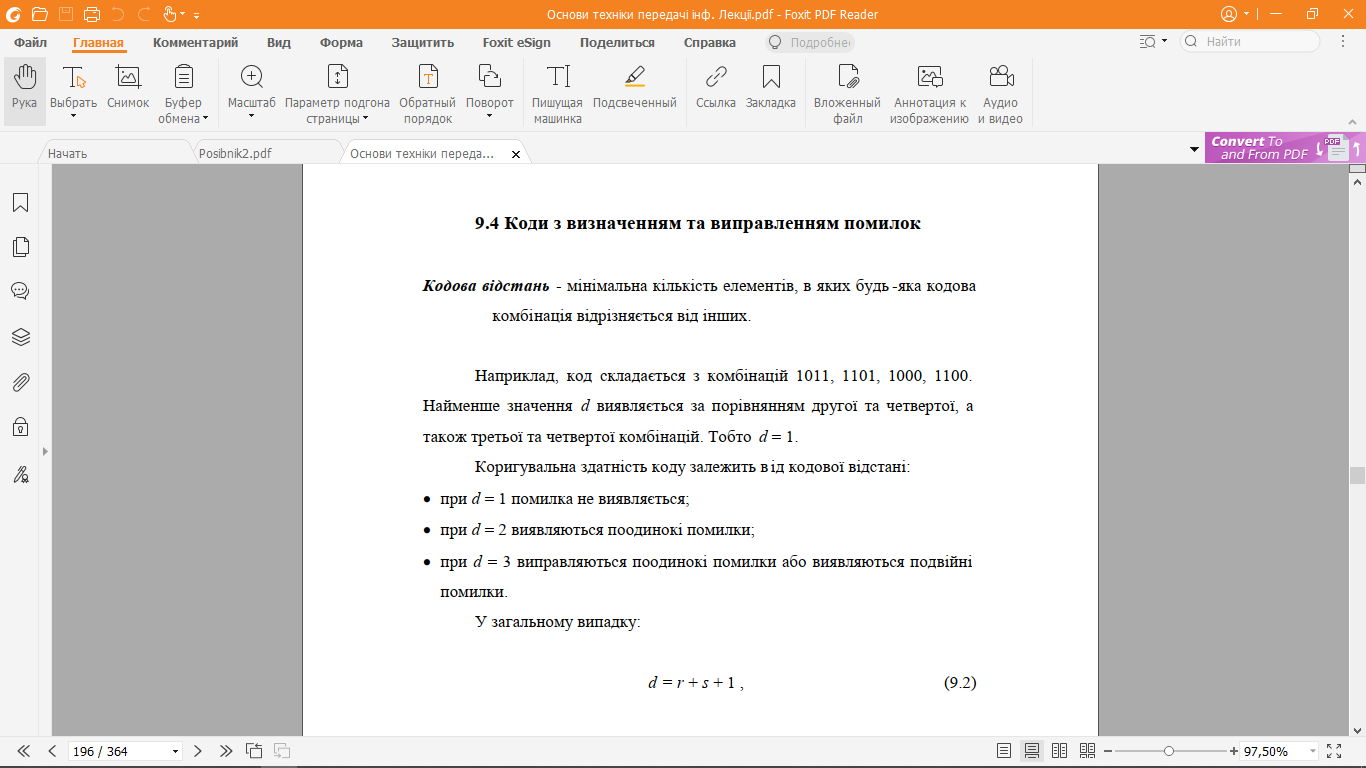 Основи техніки передачі інф. Лекції.pdf - Foxit PDF Reader
Файл Главная Комментарий Вид Форма Защитить Foxit eSign Поделиться Справка Подробнее Найти
Рука Выбрать Снимок Буфер обмена Масштаб Параметр подгона страницы Обратный порядок Поворот Пишущая машинка Подсвеченный Ссылка Закладка Вложенный файл Аннотация к изображению Аудио и видео
Начать Posibnik2.pdf Основи техніки переда...
Convert To
and From PDF
PDF
9.4 Коди з визначенням та виправленням помилок
Кодова відстань - мінімальна кількість елементів, в яких будь-яка кодова
комбінація відрізняється від інших.
Наприклад, код складається з комбінацій 1011, 1101, 1000, 1100.
Найменше значення d виявляється за порівнянням другої та четвертої, а
також третьої та четвертої комбінацій. Тобто d = 1.
Коригувальна здатність коду залежить від кодової відстані:
• при d = 1 помилка не виявляється;
• при d = 2 виявляються поодинокі помилки;
• при d = 3 виправляються поодинокі помилки або виявляються подвійні
помилки.
У загальному випадку:
d = r + s + 1 , (9.2)
196 / 364 97,50%